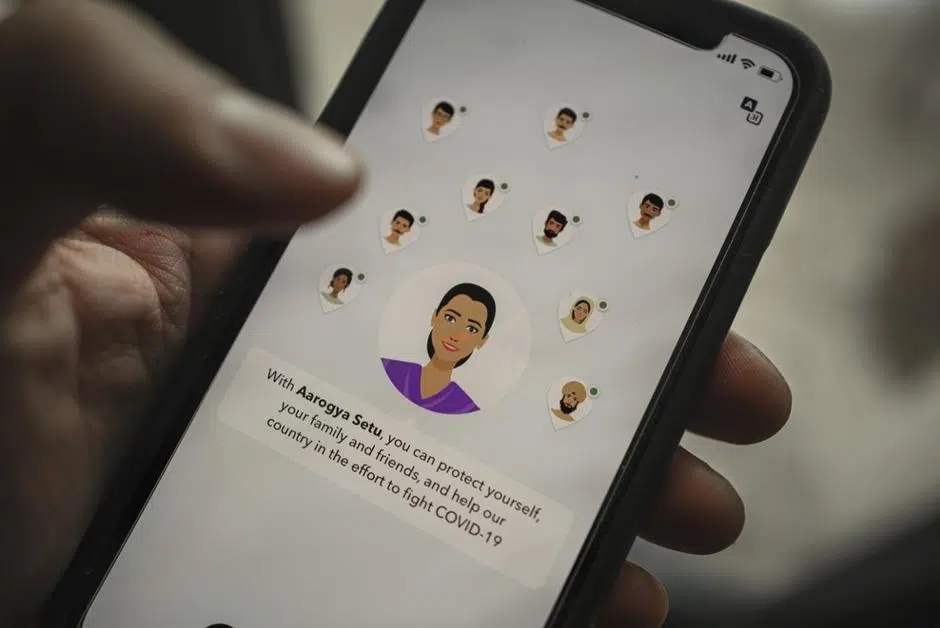 With Aarogya Setu, you can protect yourself,
your family and friends, and help our
country in the effort to fight COVID-19